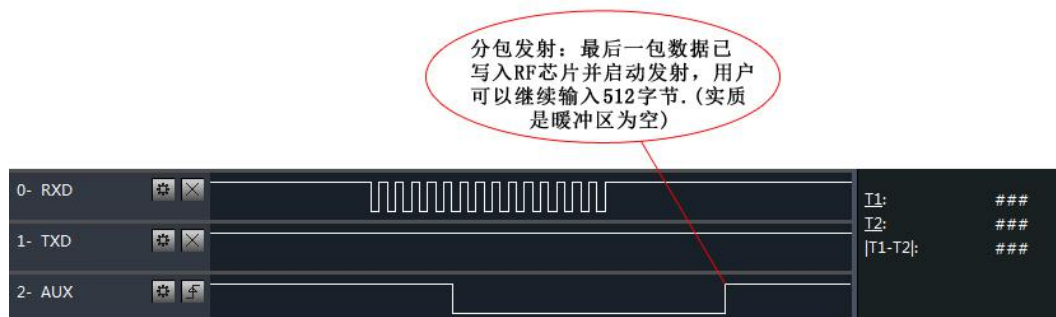 分包发射：最后一包数据已
写入RF芯片并启动发射，用户
可以继续输入512字节.(实质
是暖冲区为空)
0- RXD
T1: ###
1- TXD
T2: ###
|T1-T2|: ###
2- AUX